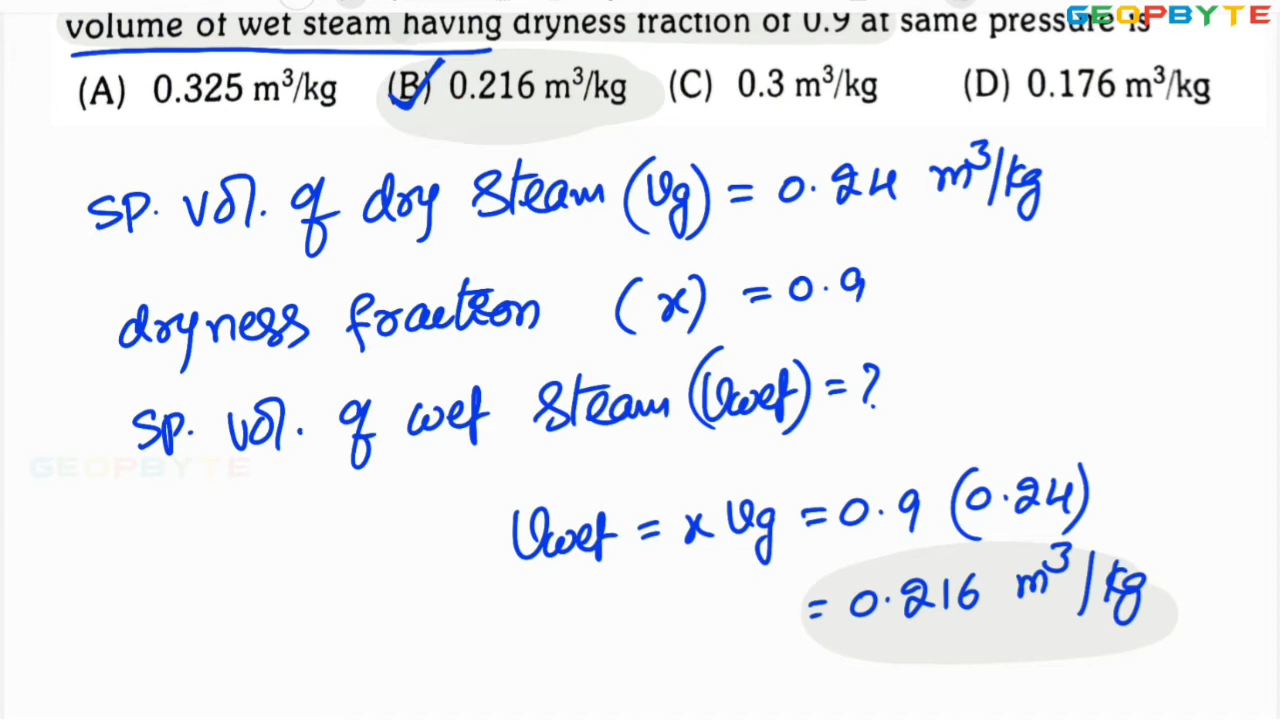 GEOPBYTE
volume of wet steam having dryness fraction of 0.9 at same pressure is
(A) 0.325 m³/kg (B) 0.216 m³/kg (C) 0.3 m³/kg (D) 0.176 m³/kg
sp. vol. of dry steam (vg) = 0.24 m³/kg
dryness fraction (x) = 0.9
sp. vol. of wet steam (vwet) = ?
GEOPBYTE
vwet = x vg = 0.9 (0.24)
= 0.216 m³/kg